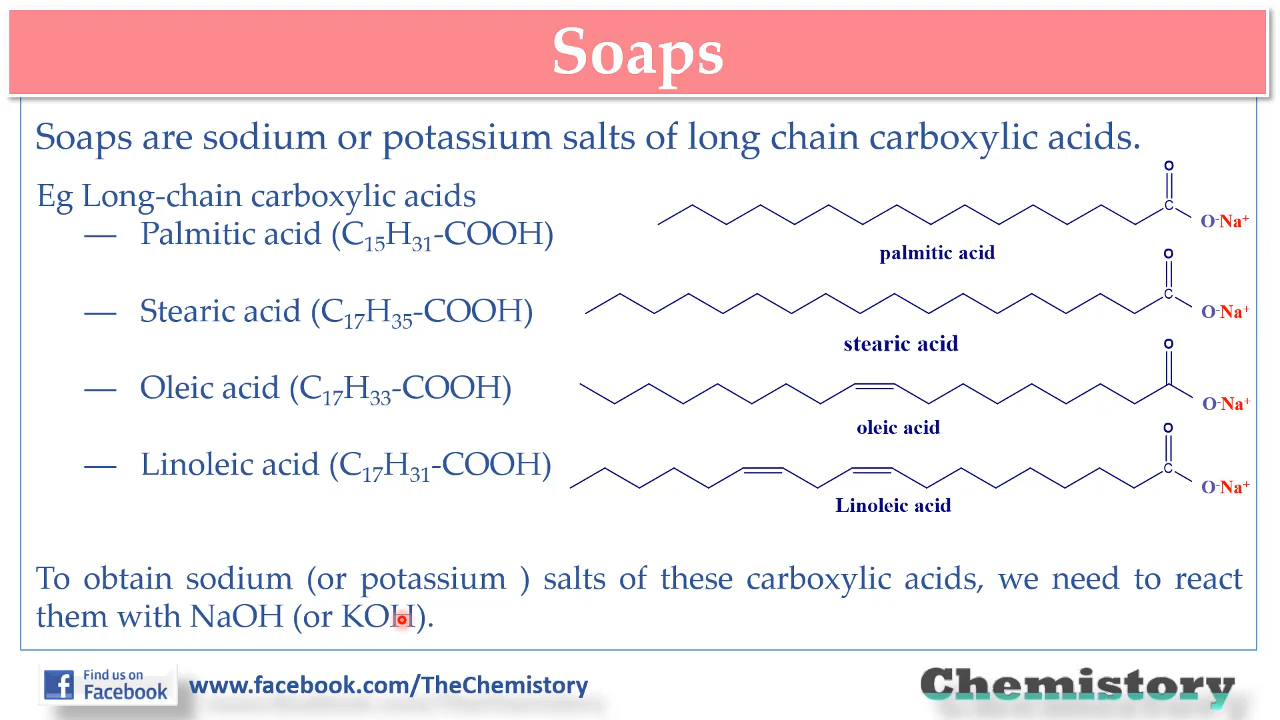 Soaps
Soaps are sodium or potassium salts of long chain carboxylic acids.
Eg Long-chain carboxylic acids
— Palmitic acid (C₁₅H₃₁-COOH)
O
C
O⁻Na⁺
palmitic acid
— Stearic acid (C₁₇H₃₅-COOH)
O
C
O⁻Na⁺
stearic acid
— Oleic acid (C₁₇H₃₃-COOH)
O
O⁻Na⁺
oleic acid
— Linoleic acid (C₁₇H₃₁-COOH)
O
C
O⁻Na⁺
Linoleic acid
To obtain sodium (or potassium ) salts of these carboxylic acids, we need to react
them with NaOH (or KOH).
Find us on
Facebook
www.facebook.com/TheChemistory
Chemistory